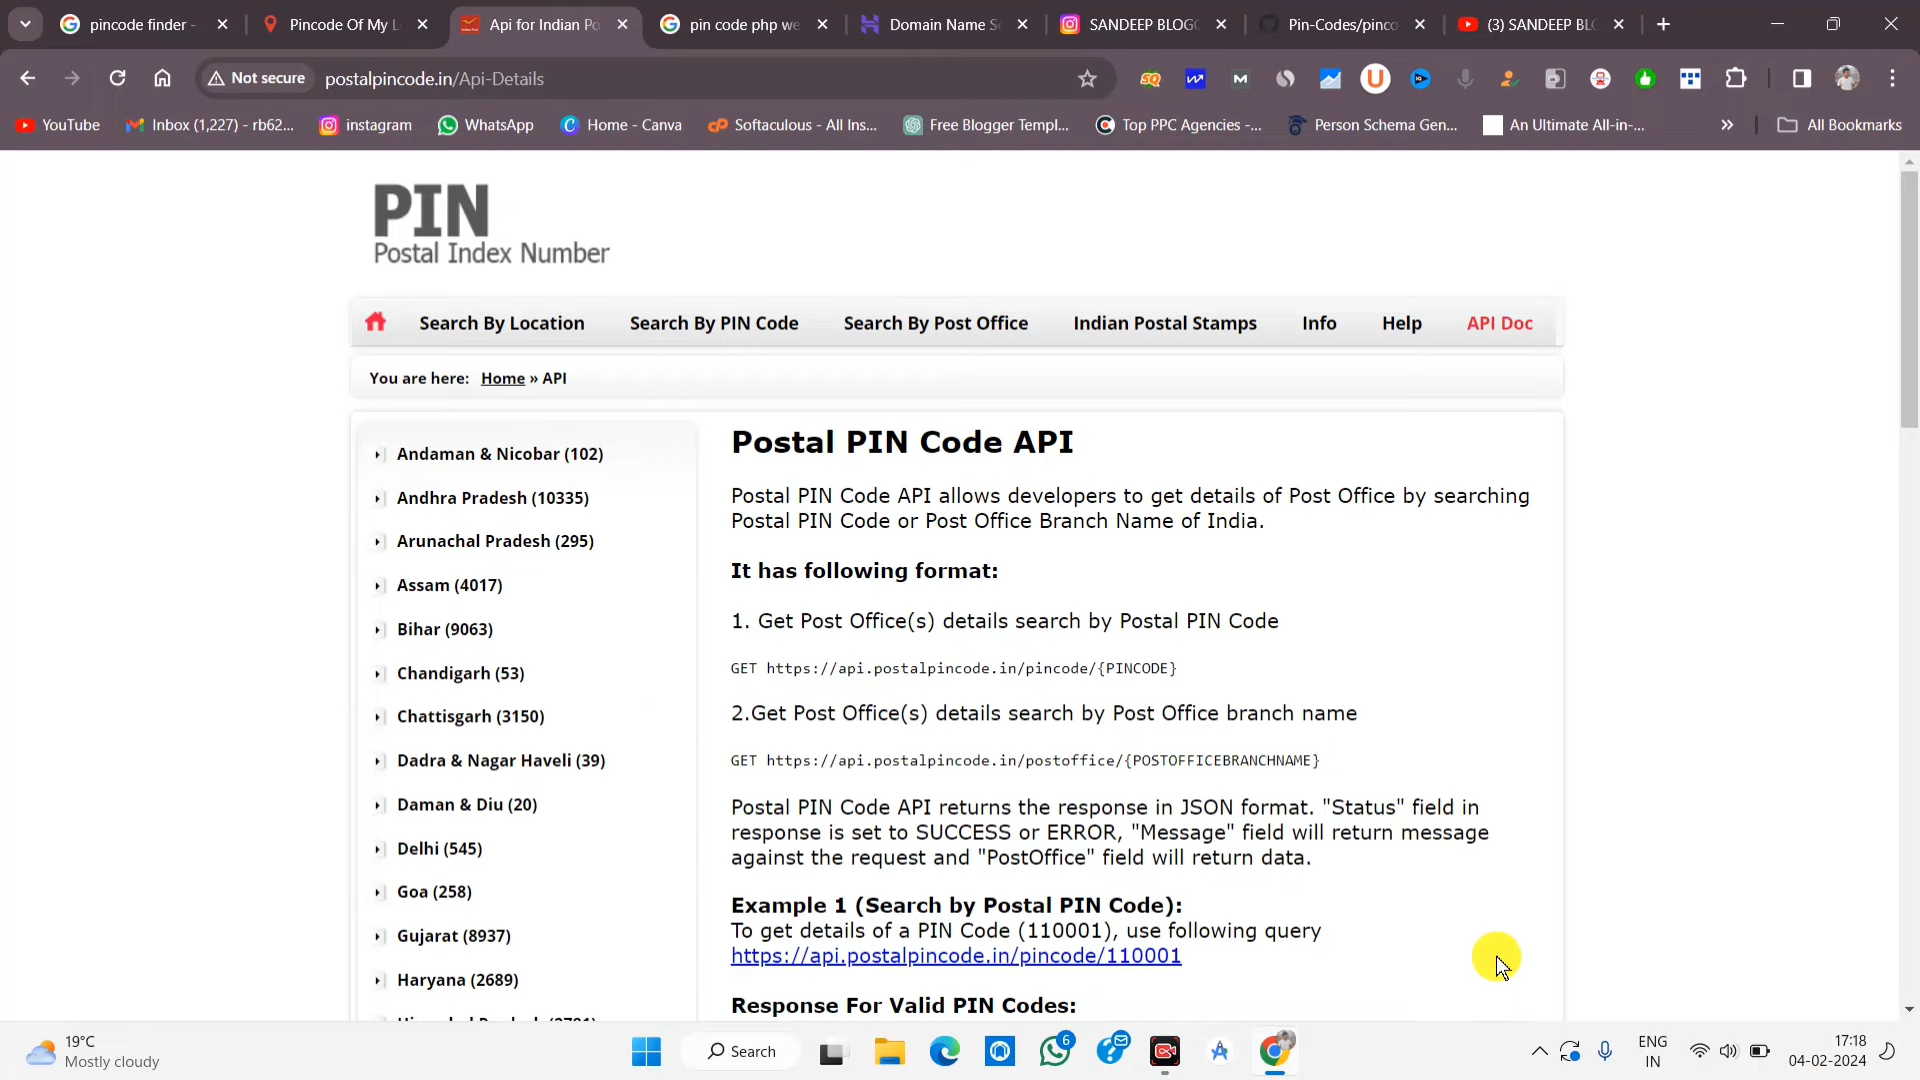 pincode finder -
Pincode Of My L
Api for Indian Po
pin code php we
Domain Name S
SANDEEP BLOGG
Pin-Codes/pinco
(3) SANDEEP BLO
Not secure
postalpincode.in/Api-Details
YouTube
Inbox (1,227) - rb62...
instagram
WhatsApp
Home - Canva
Softaculous - All Ins...
Free Blogger Templ...
Top PPC Agencies -...
Person Schema Gen...
An Ultimate All-in-...
All Bookmarks
PIN
Postal Index Number
Search By Location
Search By PIN Code
Search By Post Office
Indian Postal Stamps
Info
Help
API Doc
You are here: Home » API
Andaman & Nicobar (102)
Andhra Pradesh (10335)
Arunachal Pradesh (295)
Assam (4017)
Bihar (9063)
Chandigarh (53)
Chattisgarh (3150)
Dadra & Nagar Haveli (39)
Daman & Diu (20)
Delhi (545)
Goa (258)
Gujarat (8937)
Haryana (2689)
Postal PIN Code API
Postal PIN Code API allows developers to get details of Post Office by searching
Postal PIN Code or Post Office Branch Name of India.
It has following format:
1. Get Post Office(s) details search by Postal PIN Code
GET https://api.postalpincode.in/pincode/{PINCODE}
2.Get Post Office(s) details search by Post Office branch name
GET https://api.postalpincode.in/postoffice/{POSTOFFICEBRANCHNAME}
Postal PIN Code API returns the response in JSON format. "Status" field in
response is set to SUCCESS or ERROR, "Message" field will return message
against the request and "PostOffice" field will return data.
Example 1 (Search by Postal PIN Code):
To get details of a PIN Code (110001), use following query
https://api.postalpincode.in/pincode/110001
Response For Valid PIN Codes:
19°C
Mostly cloudy
Search
6
ENG
IN
17:18
04-02-2024